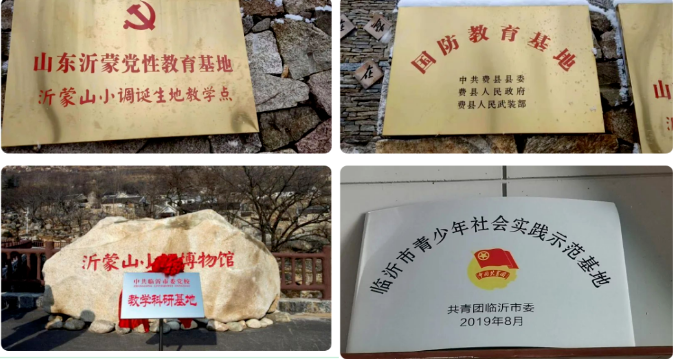 山东沂蒙党性教育基地
沂蒙山小调诞生地教学点
国防教育基地
中共费县县委
费县人民政府
费县人民武装部
沂蒙山小
博物馆
中共临沂市委党校
教学科研基地
临沂市青少年社会实践示范基地
共青团临沂市委
2019年8月